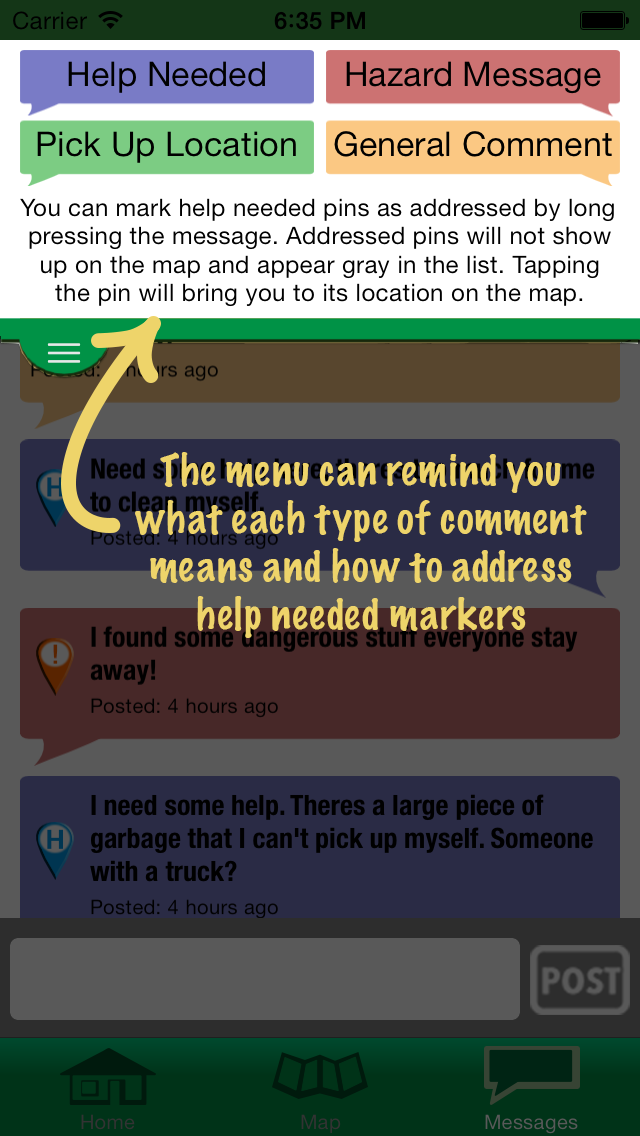 Carrier 6:35 PM
Help Needed
Hazard Message
Pick Up Location
General Comment
You can mark help needed pins as addressed by long
pressing the message. Addressed pins will not show
up on the map and appear gray in the list. Tapping
the pin will bring you to its location on the map.
hours ago
The menu can remind you
what each type of comment
means and how to address
help needed markers
H
Need
me
to clean myself.
Posted: 4 hours ago
!
I found some dangerous stuff everyone stay
away!
Posted: 4 hours ago
H
I need some help. Theres a large piece of
garbage that I can't pick up myself. Someone
with a truck?
Posted: 4 hours ago
POST
Home
Map
Messages